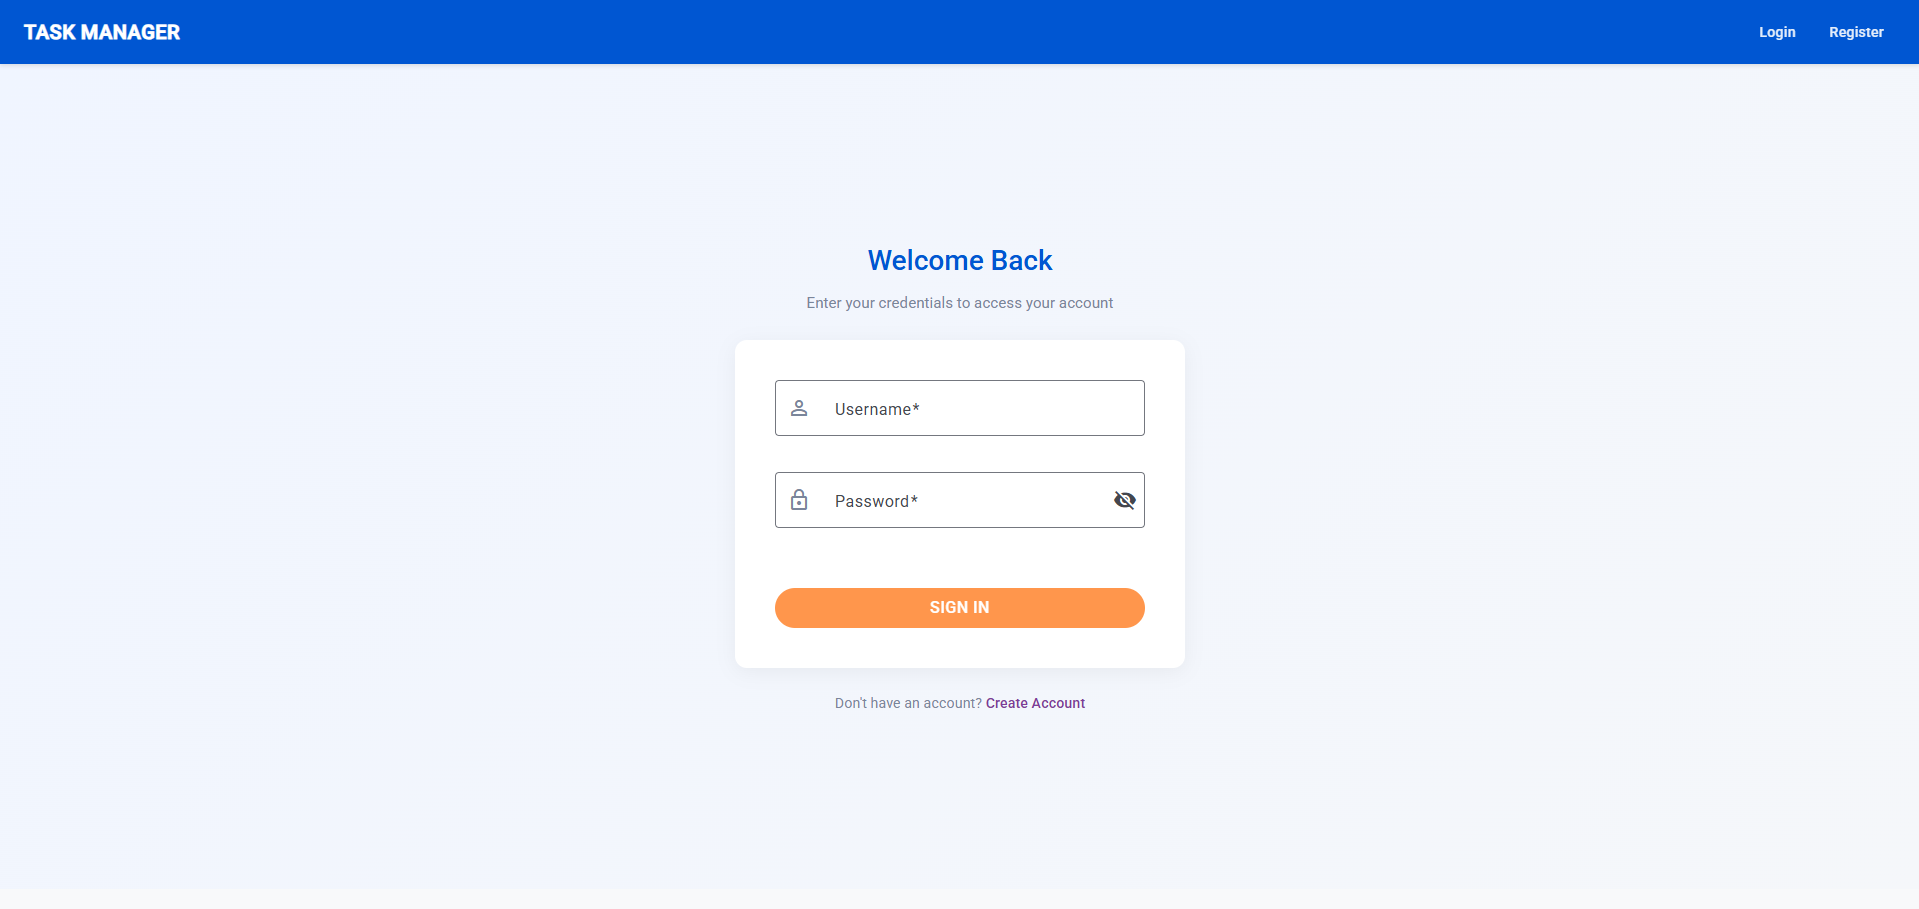 TASK MANAGER
Login
Register
Welcome Back
Enter your credentials to access your account
Username*
Password*
SIGN IN
Don't have an account? Create Account